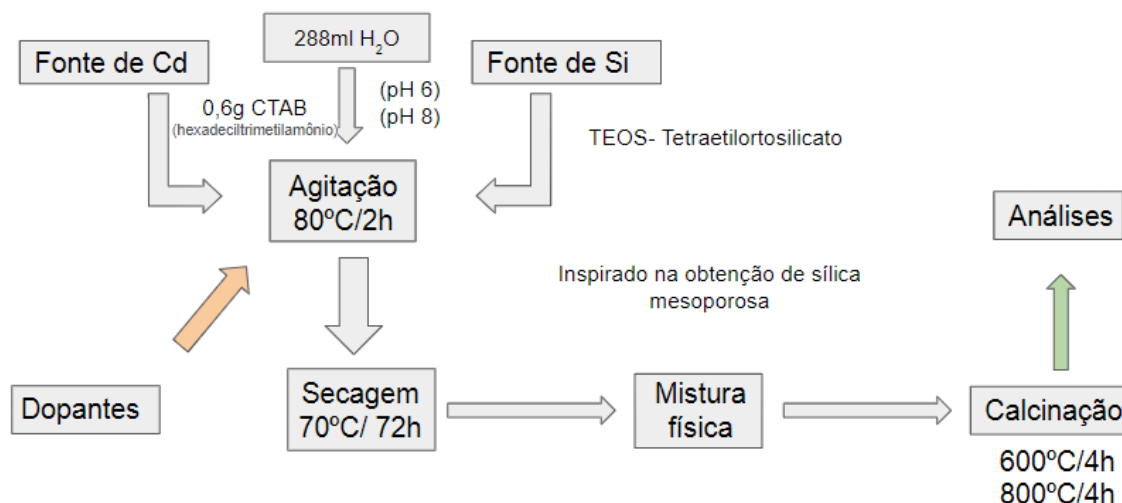 288ml H₂O
Fonte de Cd
Fonte de Si
0,6g CTAB
(hexadeciltrimetilamônio)
(pH 6)
(pH 8)
TEOS- Tetraetilortosilicato
Agitação
80ºC/2h
Análises
Inspirado na obtenção de sílica
mesoporosa
Dopantes
Secagem
70ºC/ 72h
Mistura
física
Calcinação
600ºC/4h
800ºC/4h